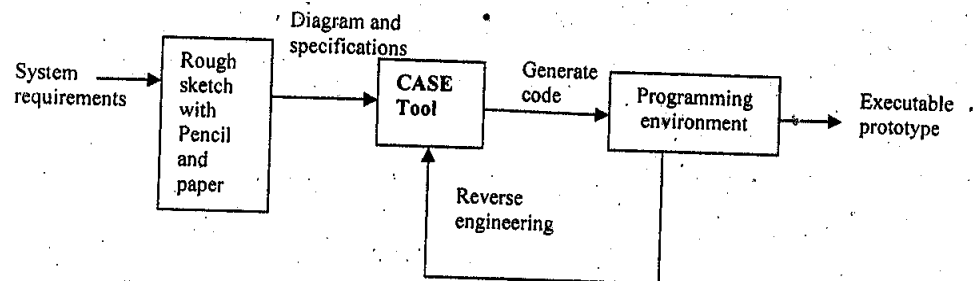 System
requirements
Rough
sketch
with
Pencil
and
paper
Diagram and
specifications
CASE
Tool
Generate
code
Programming
environment
Executable
prototype
Reverse
engineering